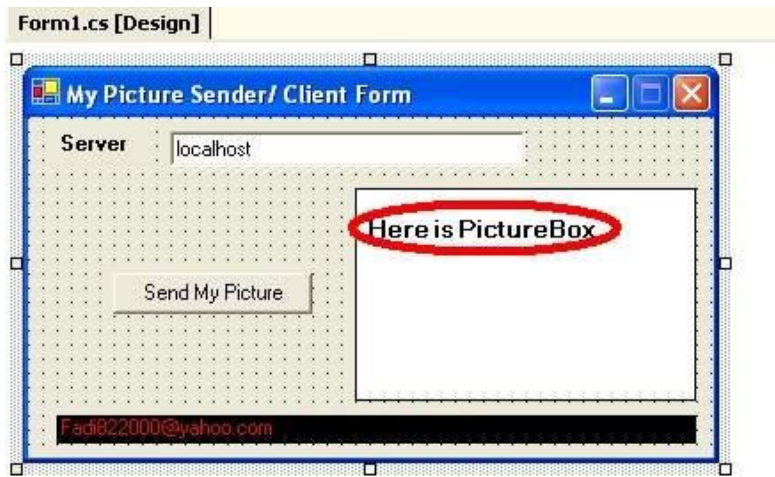 Form1.cs [Design]
My Picture Sender/ Client Form
Server
localhost
Here is PictureBox
Send My Picture
Fadi822000@yahoo.com